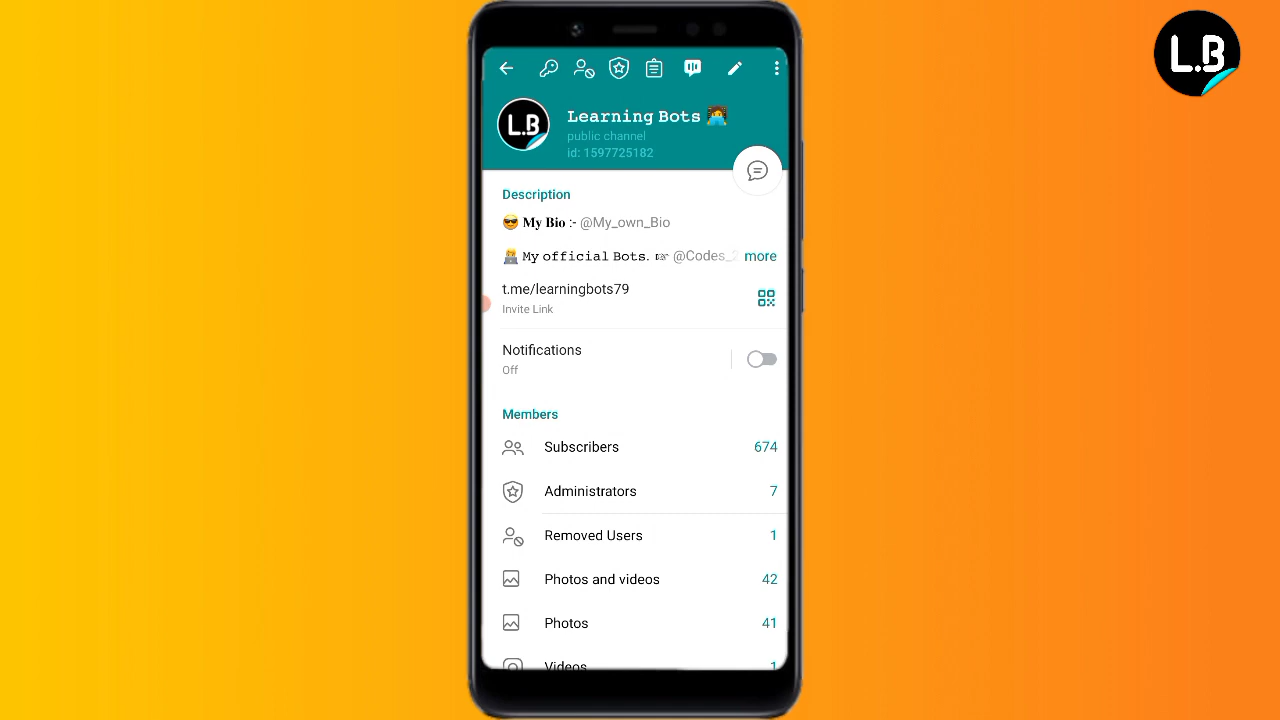 L.B
L.B
Learning Bots 🧑‍💻
public channel
id: 1597725182
Description
😎 𝐌𝐲 𝐁𝐢𝐨 :- @My_own_Bio
👨‍💻 𝙼𝚢 𝚘𝚏𝚏𝚒𝚌𝚒𝚊𝚕 𝙱𝚘𝚝𝚜. ☞ @Codes_ more
t.me/learningbots79
Invite Link
Notifications
Off
Members
Subscribers 674
Administrators 7
Removed Users 1
Photos and videos 42
Photos 41
Videos 1